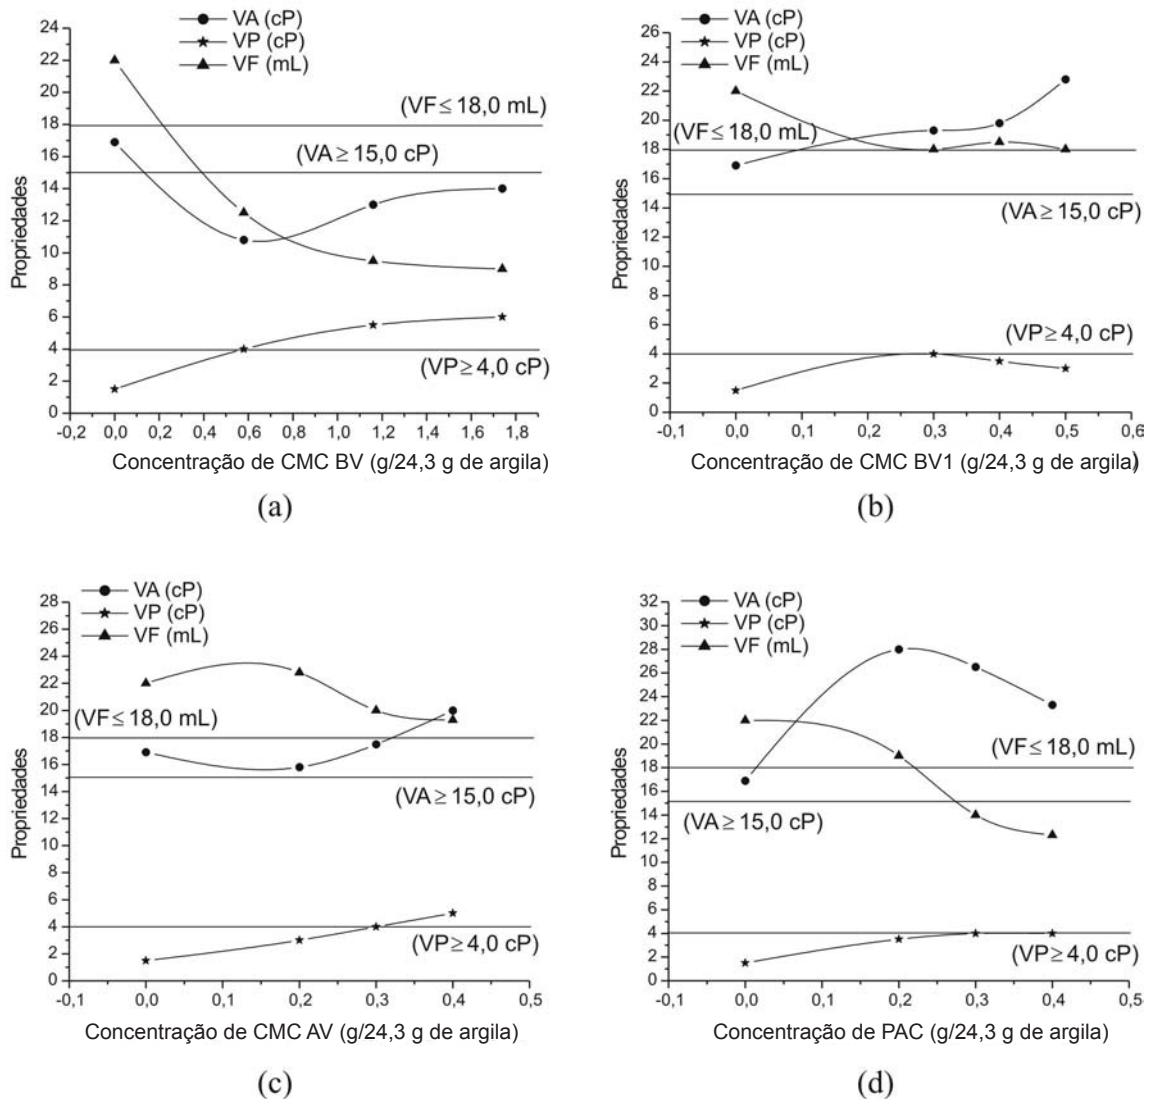 VA (cP)
VP (cP)
VF (mL)
24
22
20
18
16
14
12
10
8
6
4
2
0
Propriedades
(VF ≤ 18,0 mL)
(VA ≥ 15,0 cP)
(VP ≥ 4,0 cP)
-0,2 0,0 0,2 0,4 0,6 0,8 1,0 1,2 1,4 1,6 1,8
Concentração de CMC BV (g/24,3 g de argila)
(a)
VA (cP)
VP (cP)
VF (mL)
26
24
22
20
18
16
14
12
10
8
6
4
2
0
Propriedades
(VF ≤ 18,0 mL)
(VA ≥ 15,0 cP)
(VP ≥ 4,0 cP)
-0,1 0,0 0,1 0,2 0,3 0,4 0,5 0,6
Concentração de CMC BV1 (g/24,3 g de argila)
(b)
VA (cP)
VP (cP)
VF (mL)
28
26
24
22
20
18
16
14
12
10
8
6
4
2
0
Propriedades
(VF ≤ 18,0 mL)
(VA ≥ 15,0 cP)
(VP ≥ 4,0 cP)
-0,1 0,0 0,1 0,2 0,3 0,4 0,5
Concentração de CMC AV (g/24,3 g de argila)
(c)
VA (cP)
VP (cP)
VF (mL)
32
30
28
26
24
22
20
18
16
14
12
10
8
6
4
2
0
Propriedades
(VF ≤ 18,0 mL)
(VA ≥ 15,0 cP)
(VP ≥ 4,0 cP)
-0,1 0,0 0,1 0,2 0,3 0,4 0,5
Concentração de PAC (g/24,3 g de argila)
(d)